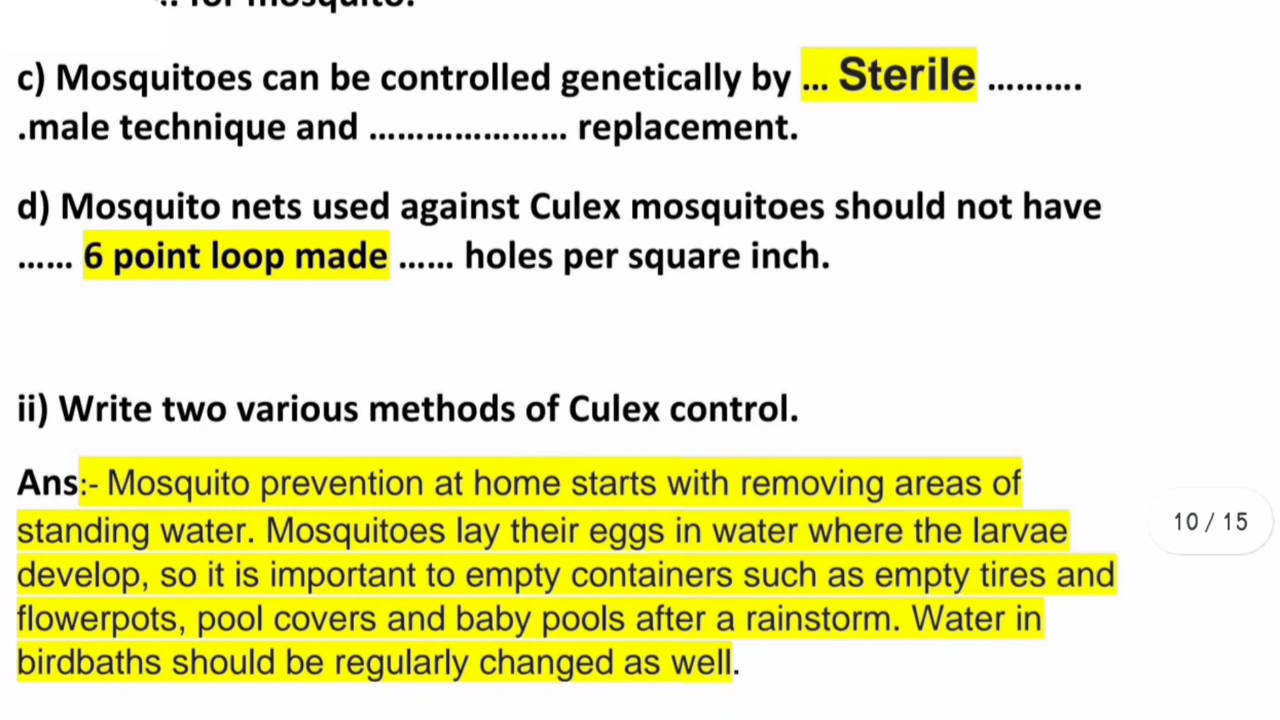 for mosquito.
c) Mosquitoes can be controlled genetically by ... Sterile ..........
.male technique and ..................... replacement.
d) Mosquito nets used against Culex mosquitoes should not have
...... 6 point loop made ...... holes per square inch.
ii) Write two various methods of Culex control.
Ans:- Mosquito prevention at home starts with removing areas of
standing water. Mosquitoes lay their eggs in water where the larvae
develop, so it is important to empty containers such as empty tires and
flowerpots, pool covers and baby pools after a rainstorm. Water in
birdbaths should be regularly changed as well.
10 / 15